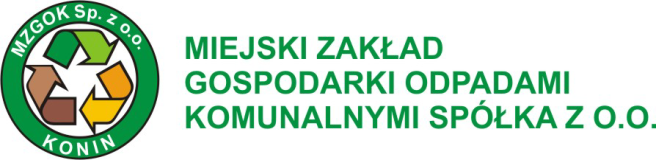 MZGOK Sp. z o.o.
KONIN
MIEJSKI ZAKŁAD
GOSPODARKI ODPADAMI
KOMUNALNYMI SPÓŁKA Z O.O.